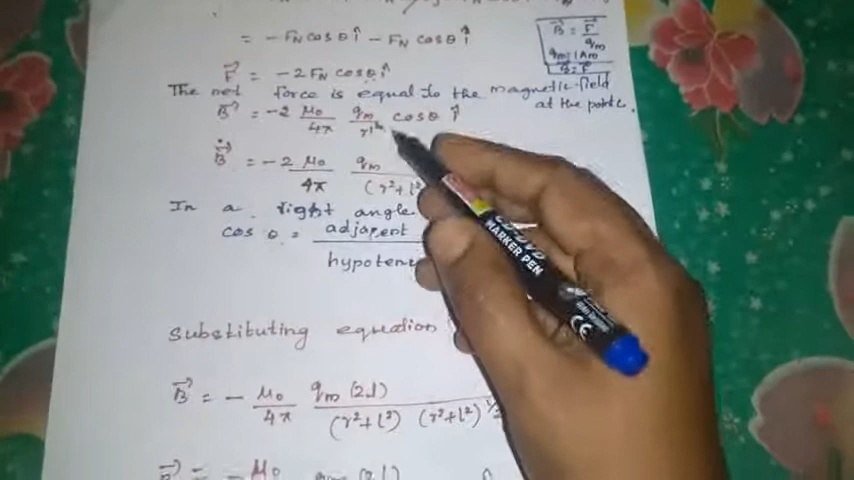 = - F_N cos θ î - F_N cos θ î
B⃗ = F⃗/q_m
q_m = 1Am
B⃗ = F⃗
F⃗ = - 2 F_N cos θ î
The net force is equal to the magnetic field
at the point.
B⃗ = -2 μ₀/4π q_m/r'² cos θ î
B⃗ = -2 μ₀/4π q_m/(r²+l²
In a right angle
cos θ = adjacent
hypoten
MARKER PEN
CE
Substituting equation
B⃗ = - μ₀/4π q_m(2l)/(r²+l²) (r²+l²)^1/2
B⃗ = - μ₀ q_m (2l)